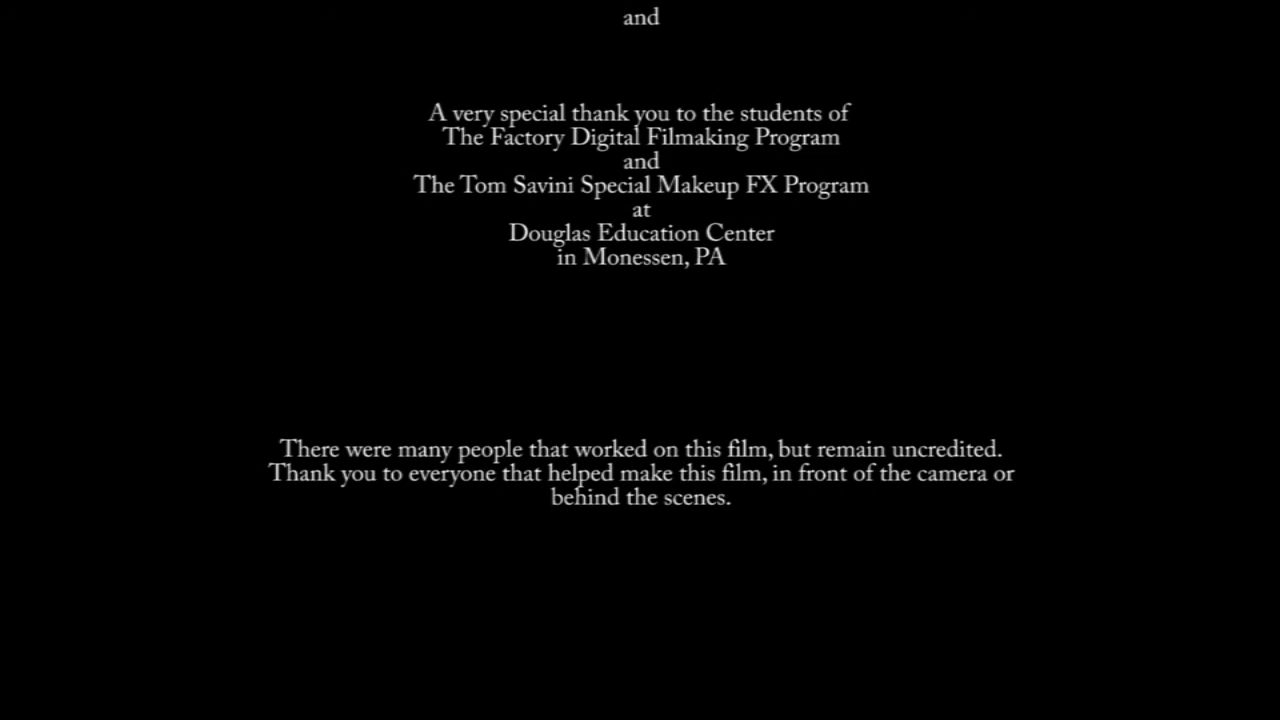 and
A very special thank you to the students of
The Factory Digital Filmaking Program
and
The Tom Savini Special Makeup FX Program
at
Douglas Education Center
in Monessen, PA
There were many people that worked on this film, but remain uncredited.
Thank you to everyone that helped make this film, in front of the camera or
behind the scenes.